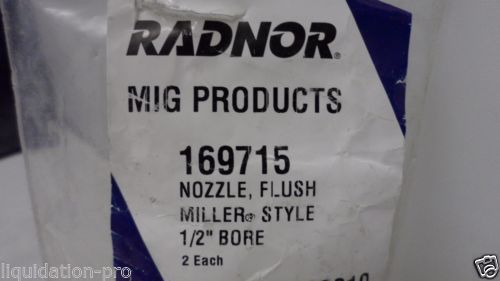 RADNOR®
MIG PRODUCTS
169715
NOZZLE, FLUSH
MILLER® STYLE
1/2" BORE
2 Each
liquidation-pro